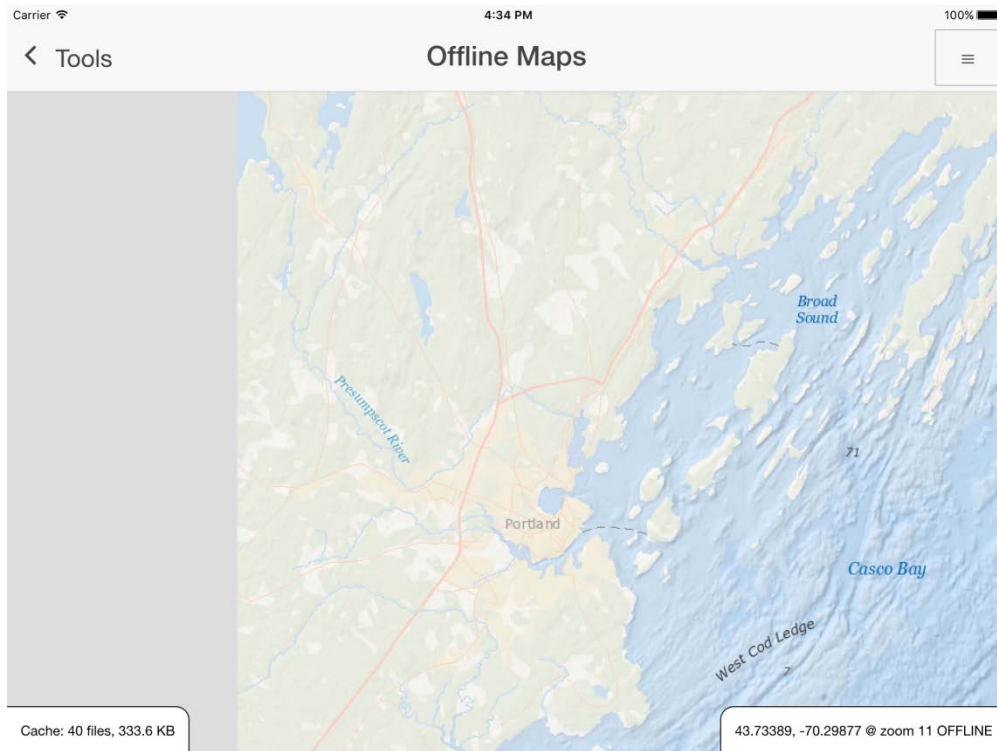 Carrier
4:34 PM
100%
Tools
Offline Maps
Broad
Sound
Presumpscot River
71
Portland
Casco Bay
West Cod Ledge
7
Cache: 40 files, 333.6 KB
43.73389, -70.29877 @ zoom 11 OFFLINE